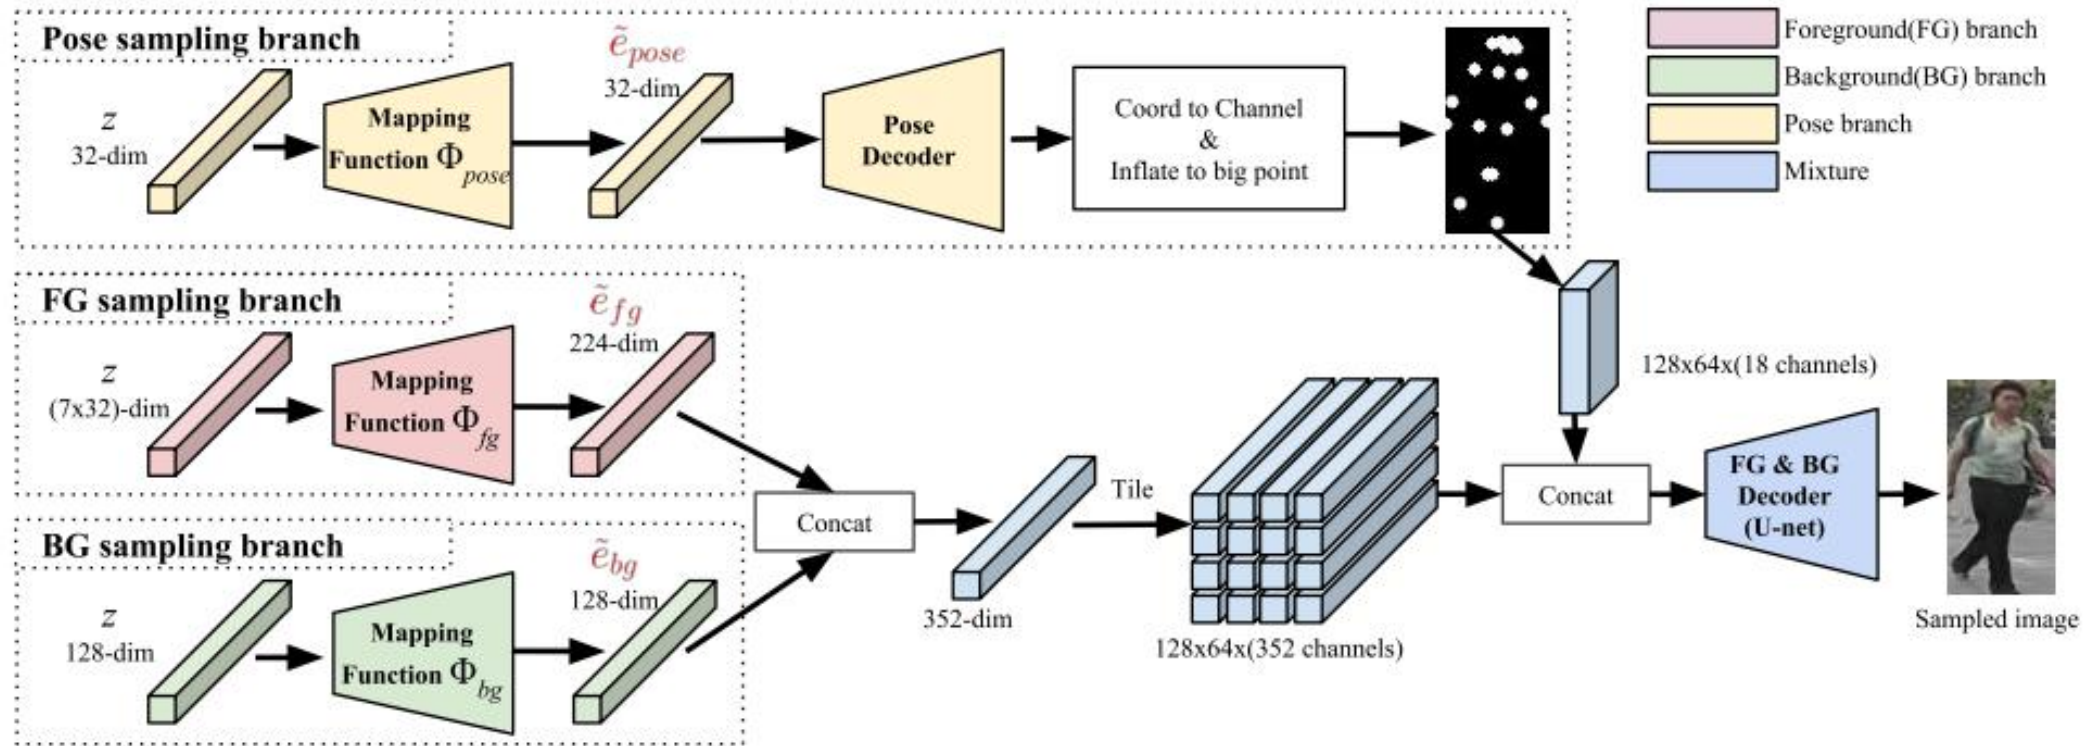 Pose sampling branch
z
32-dim
Mapping
Function Φpose
ẽpose
32-dim
Pose
Decoder
Coord to Channel
&
Inflate to big point
Foreground(FG) branch
Background(BG) branch
Pose branch
Mixture
FG sampling branch
z
(7x32)-dim
Mapping
Function Φfg
ẽfg
224-dim
BG sampling branch
z
128-dim
Mapping
Function Φbg
ẽbg
128-dim
Concat
352-dim
Tile
128x64x(352 channels)
128x64x(18 channels)
Concat
FG & BG
Decoder
(U-net)
Sampled image